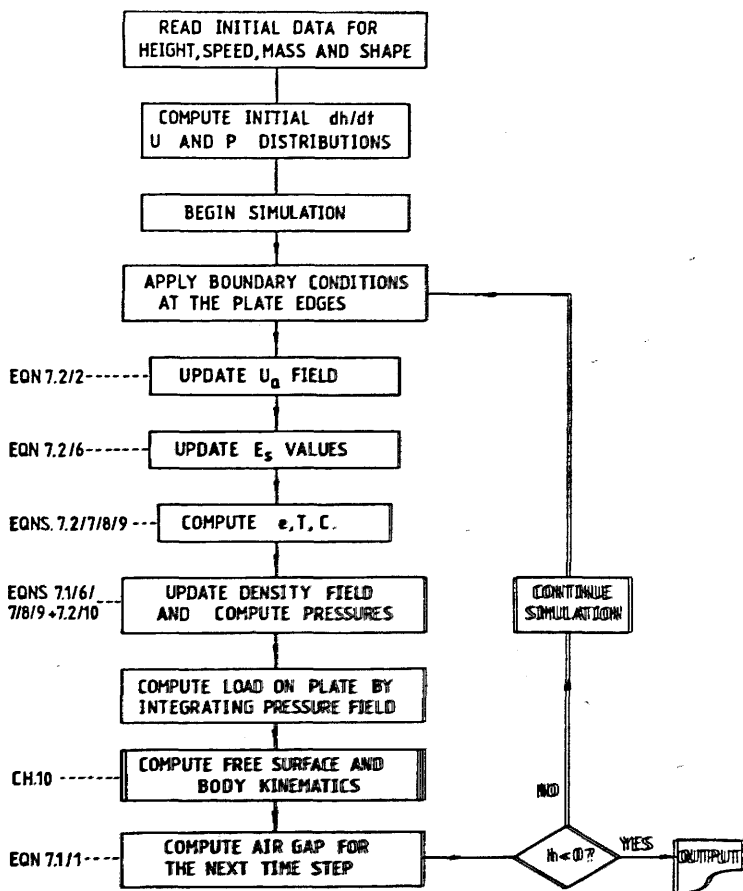 READ INITIAL DATA FOR
HEIGHT, SPEED, MASS AND SHAPE
COMPUTE INITIAL dh/dt
U AND P DISTRIBUTIONS
BEGIN SIMULATION
APPLY BOUNDARY CONDITIONS
AT THE PLATE EDGES
EQN 7.2/2
UPDATE Ua FIELD
EQN 7.2/6
UPDATE Es VALUES
EQNS. 7.2/7/8/9
COMPUTE e,T,C.
EQNS 7.1/6/
7/8/9+7.2/10
UPDATE DENSITY FIELD
AND COMPUTE PRESSURES
CONTINUE
SIMULATION
COMPUTE LOAD ON PLATE BY
INTEGRATING PRESSURE FIELD
CH.10
COMPUTE FREE SURFACE AND
BODY KINEMATICS
NO
EQN 7.1/1
COMPUTE AIR GAP FOR
THE NEXT TIME STEP
h<0?
YES
OUTPUT